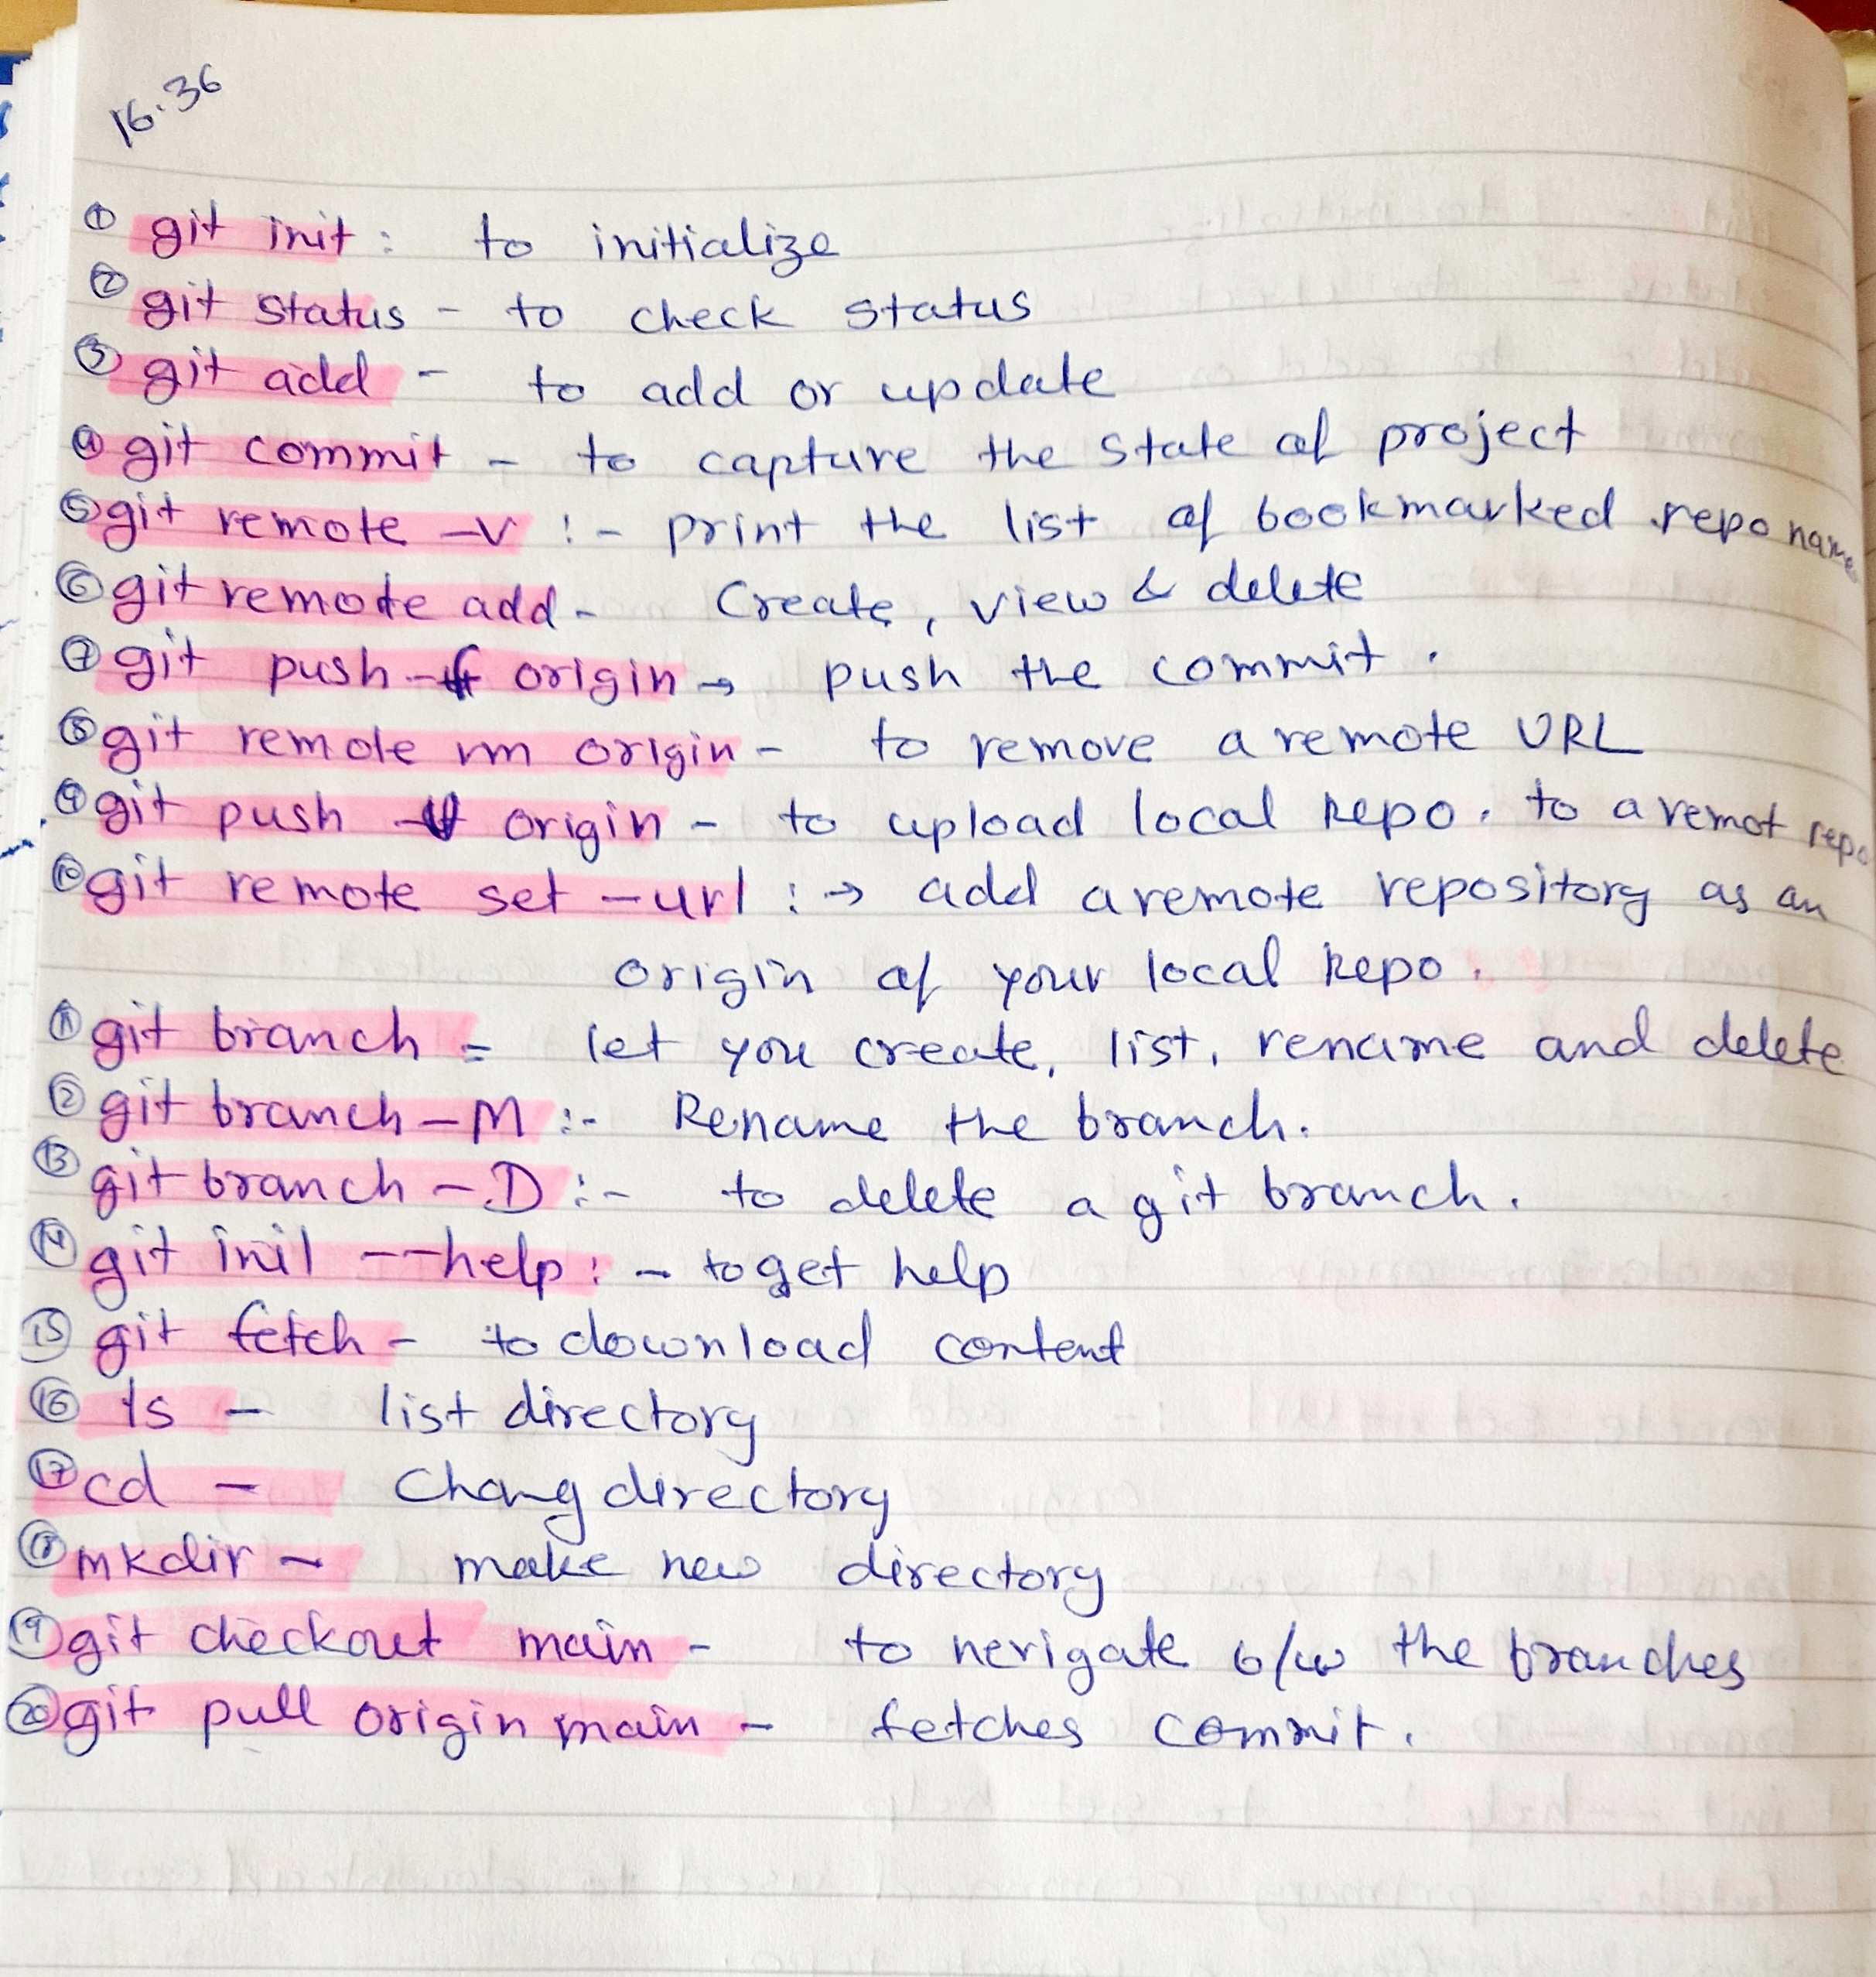 16.36
① git init : to initialize
② git status - to check status
③ git add - to add or update
④ git commit - to capture the state of project
⑤ git remote -v :- print the list of bookmarked repo name
⑥ git remote add - Create, view & delete
⑦ git push -f origin → push the commit.
⑧ git remote rm origin - to remove a remote URL
⑨ git push origin - to upload local repo. to a remot repo
⑩ git remote set -url :→ add a remote repository as an
origin of your local repo.
⑪ git branch = let you create, list, rename and delete
⑫ git branch -M :- Rename the branch.
⑬ git branch -D :- to delete a git branch.
⑭ git init --help :- to get help
⑮ git fetch - to download content
⑯ ls - list directory
⑰ cd - Chang directory
⑱ mkdir - make new directory
⑲ git checkout main - to nerigate b/w the branches
⑳ git pull origin main - fetches commit.